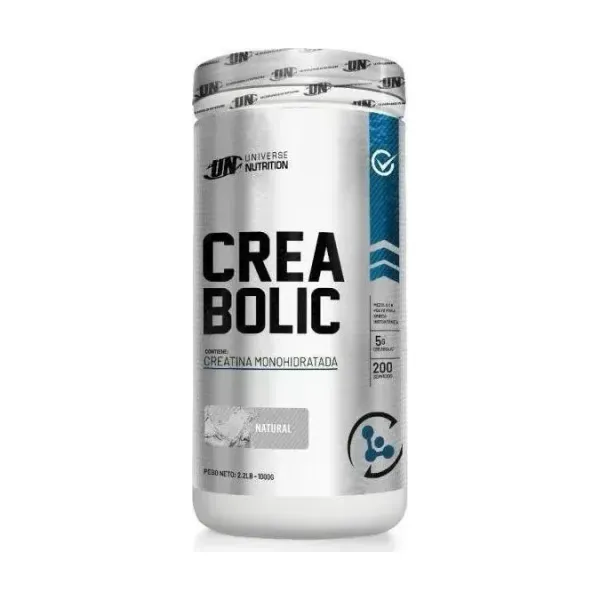 UN
UN
UN
UN
UN
UNIVERSE
NUTRITION
CREA
BOLIC
CONTIENE:
CREATINA MONOHIDRATADA
5G
200
NATURAL
PESO NETO: 2.2LB - 1000G